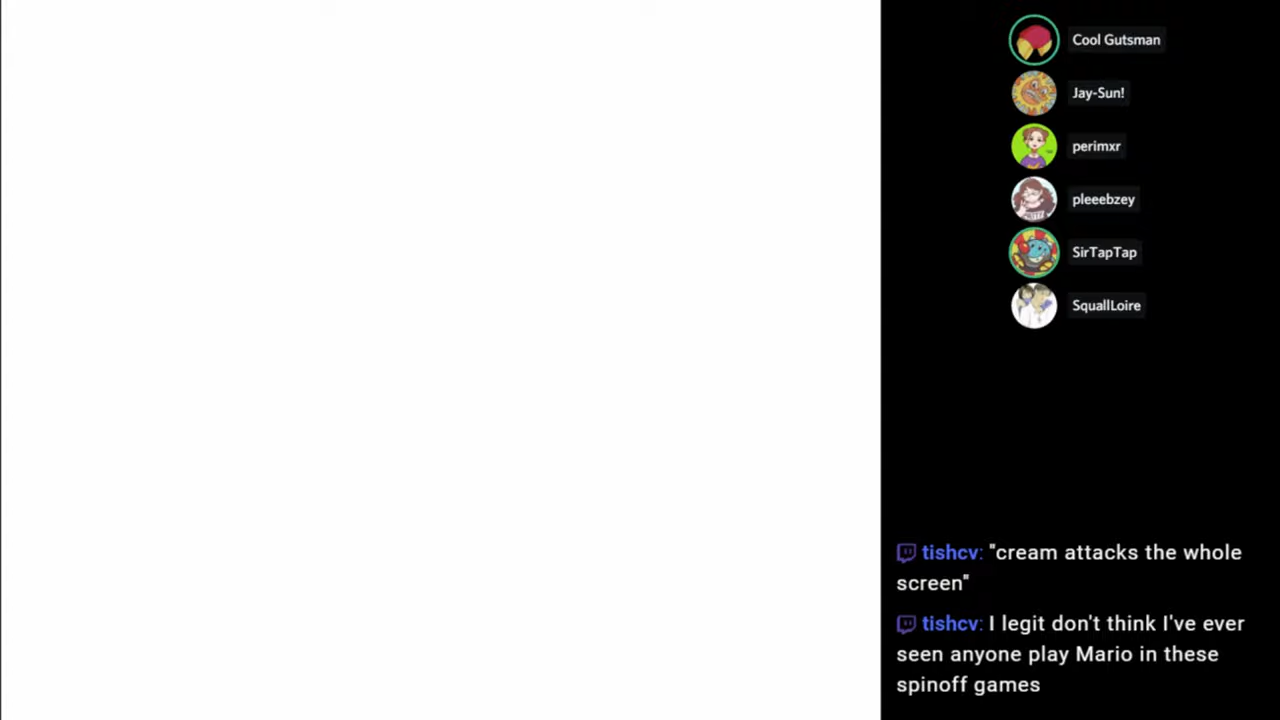 Cool Gutsman
Jay-Sun!
perimxr
pleeebzey
SirTapTap
SquallLoire
tishcv: "cream attacks the whole
screen"
tishcv: I legit don't think I've ever
seen anyone play Mario in these
spinoff games